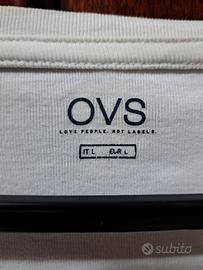 OVS
LOVE PEOPLE. NOT LABELS.
IT L EUR L
subito